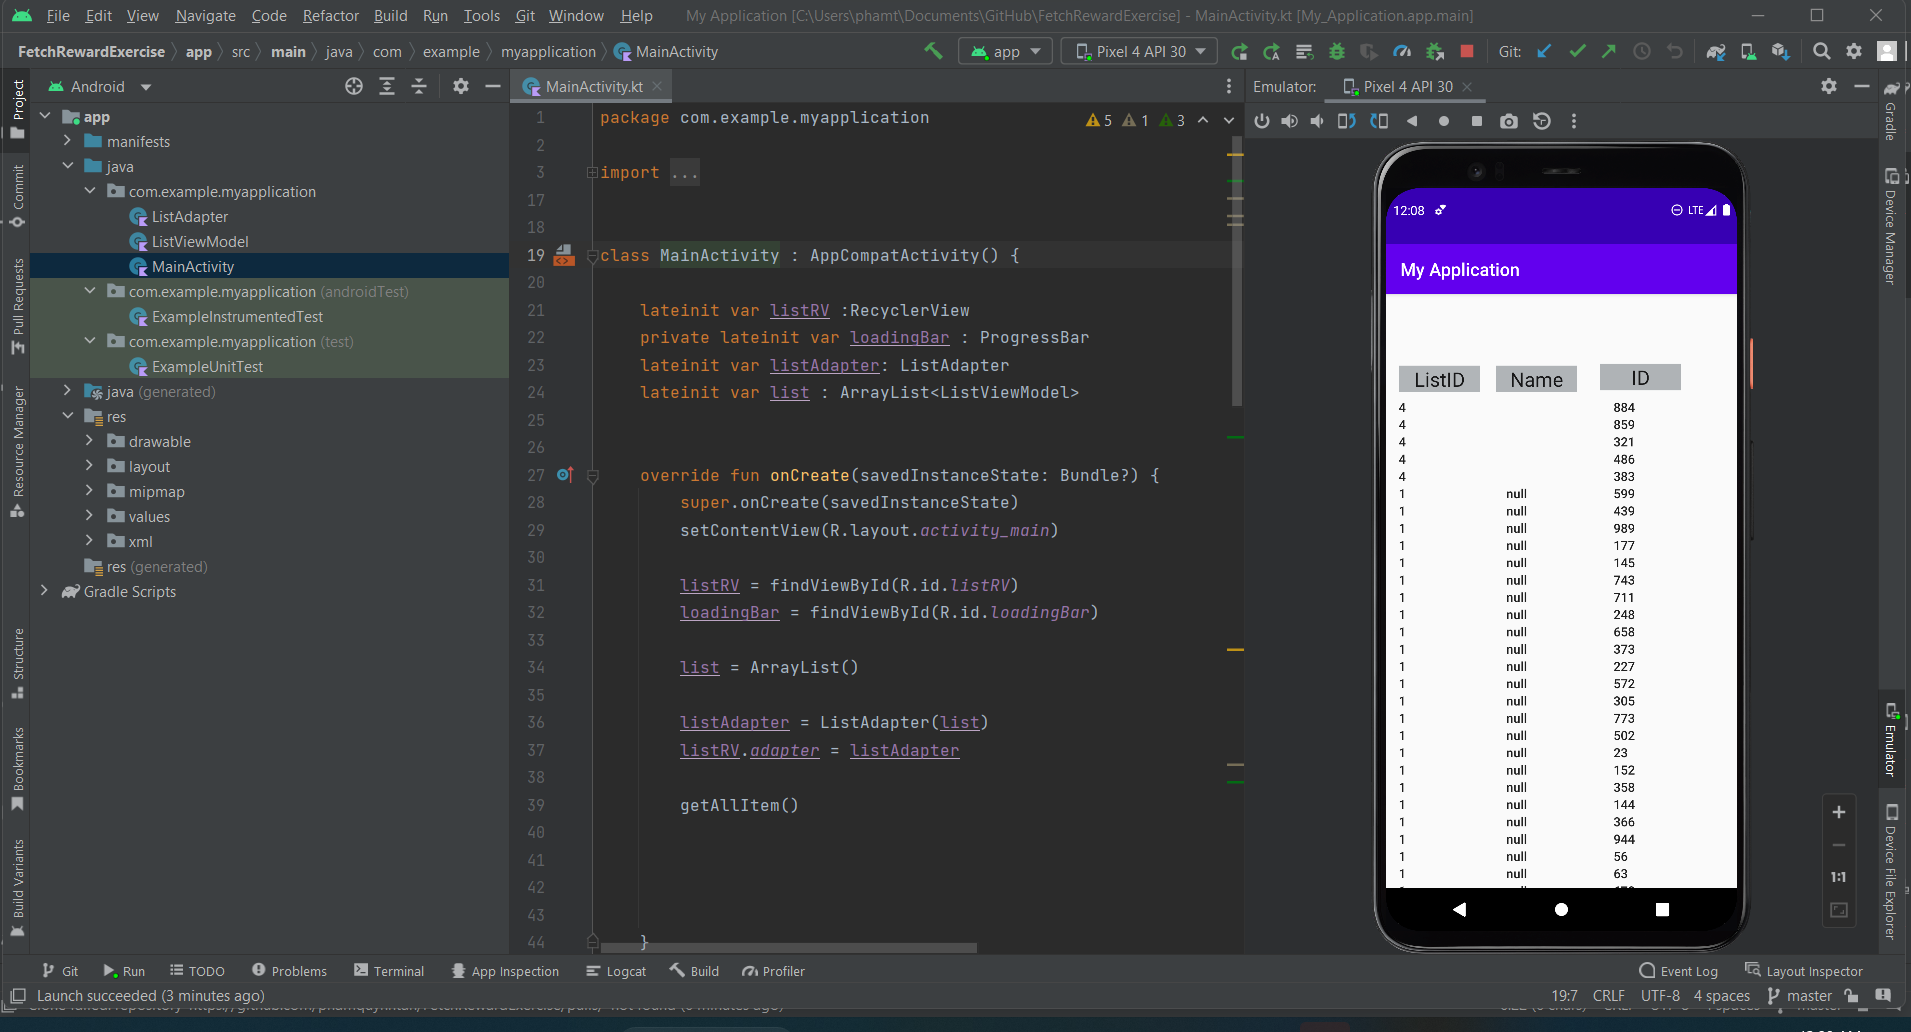 File Edit View Navigate Code Refactor Build Run Tools Git Window Help My Application [C:\Users\phamt\Documents\GitHub\FetchRewardExercise] - MainActivity.kt [My_Application.app.main]
FetchRewardExercise app src main java com example myapplication MainActivity app Pixel 4 API 30 Git:
Project
Commit
Pull Requests
Resource Manager
Structure
Bookmarks
Build Variants
Android
app
manifests
java
com.example.myapplication
ListAdapter
ListViewModel
MainActivity
com.example.myapplication (androidTest)
ExampleInstrumentedTest
com.example.myapplication (test)
ExampleUnitTest
java (generated)
res
drawable
layout
mipmap
values
xml
res (generated)
Gradle Scripts
MainActivity.kt
5 1 3
1 package com.example.myapplication
2
3 import ...
17
18
19 class MainActivity : AppCompatActivity() {
20
21 lateinit var listRV :RecyclerView
22 private lateinit var loadingBar : ProgressBar
23 lateinit var listAdapter: ListAdapter
24 lateinit var list : ArrayList<ListViewModel>
25
26
27 override fun onCreate(savedInstanceState: Bundle?) {
28 super.onCreate(savedInstanceState)
29 setContentView(R.layout.activity_main)
30
31 listRV = findViewById(R.id.listRV)
32 loadingBar = findViewById(R.id.loadingBar)
33
34 list = ArrayList()
35
36 listAdapter = ListAdapter(list)
37 listRV.adapter = listAdapter
38
39 getAllItem()
40
41
42
43
44 }
Emulator: Pixel 4 API 30
12:08 LTE
My Application
ListID Name ID
4 884
4 859
4 321
4 486
4 383
1 null 599
1 null 439
1 null 989
1 null 177
1 null 145
1 null 743
1 null 711
1 null 248
1 null 658
1 null 373
1 null 227
1 null 572
1 null 305
1 null 773
1 null 502
1 null 23
1 null 152
1 null 358
1 null 144
1 null 366
1 null 944
1 null 56
1 null 63
1:1
Gradle
Device Manager
Emulator
Device File Explorer
Git Run TODO Problems Terminal App Inspection Logcat Build Profiler Event Log Layout Inspector
Launch succeeded (3 minutes ago) 19:7 CRLF UTF-8 4 spaces master